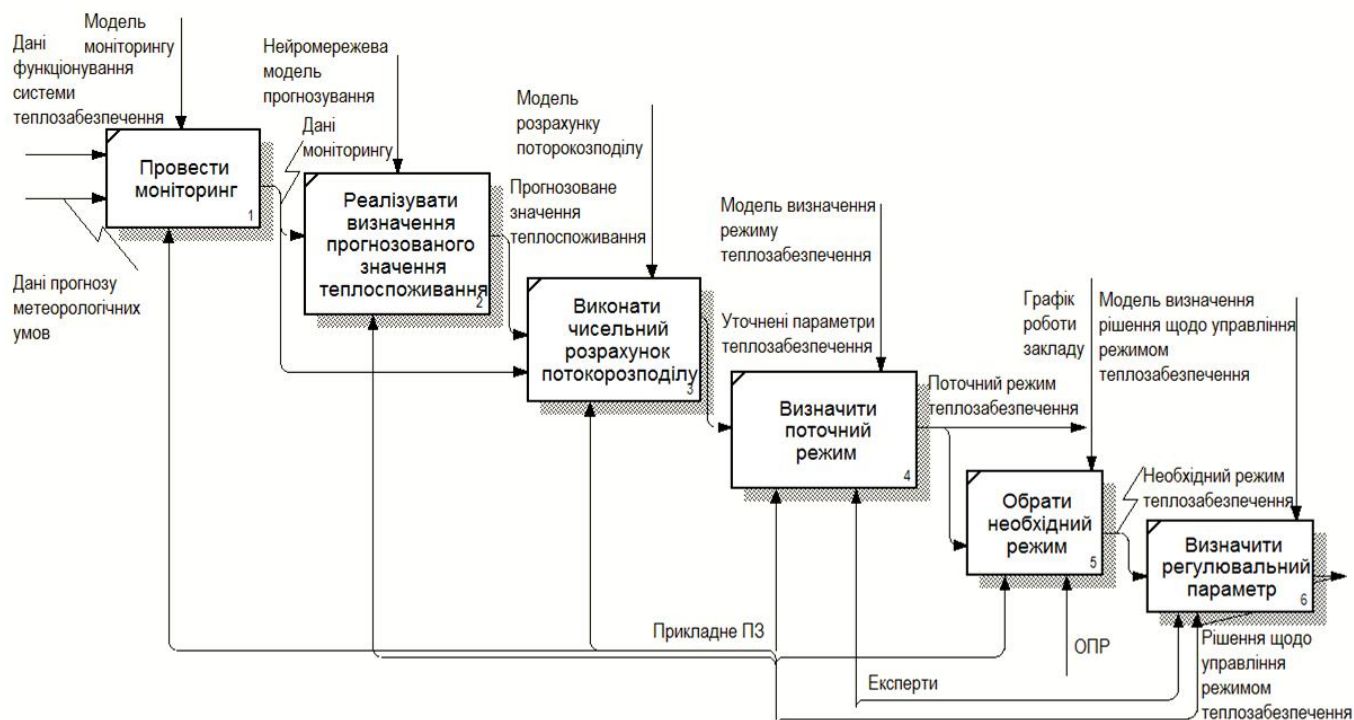 Модель
моніторингу
Дані
функціонування
системи
теплозабезпечення
Нейромережева
модель
прогнозування
Дані
моніторингу
Модель
розрахунку
поторокозподілу
Провести
моніторинг
1
Реалізувати
визначення
прогнозованого
значення
теплоспоживання
2
Прогнозоване
значення
теплоспоживання
Модель визначення
режиму
теплозабезпечення
Дані прогнозу
метеорологічних
умов
Виконати
чисельний
розрахунок
потокорозподілу
3
Уточнені параметри
теплозабезпечення
Графік
роботи
закладу
Модель визначення
рішення щодо управління
режимом
теплозабезпечення
Визначити
поточний
режим
4
Поточний режим
теплозабезпечення
Обрати
необхідний
режим
5
Необхідний режим
теплозабезпечення
Визначити
регулювальний
параметр
6
Прикладне ПЗ
ОПР
Експерти
Рішення щодо
управління
режимом
теплозабезпечення